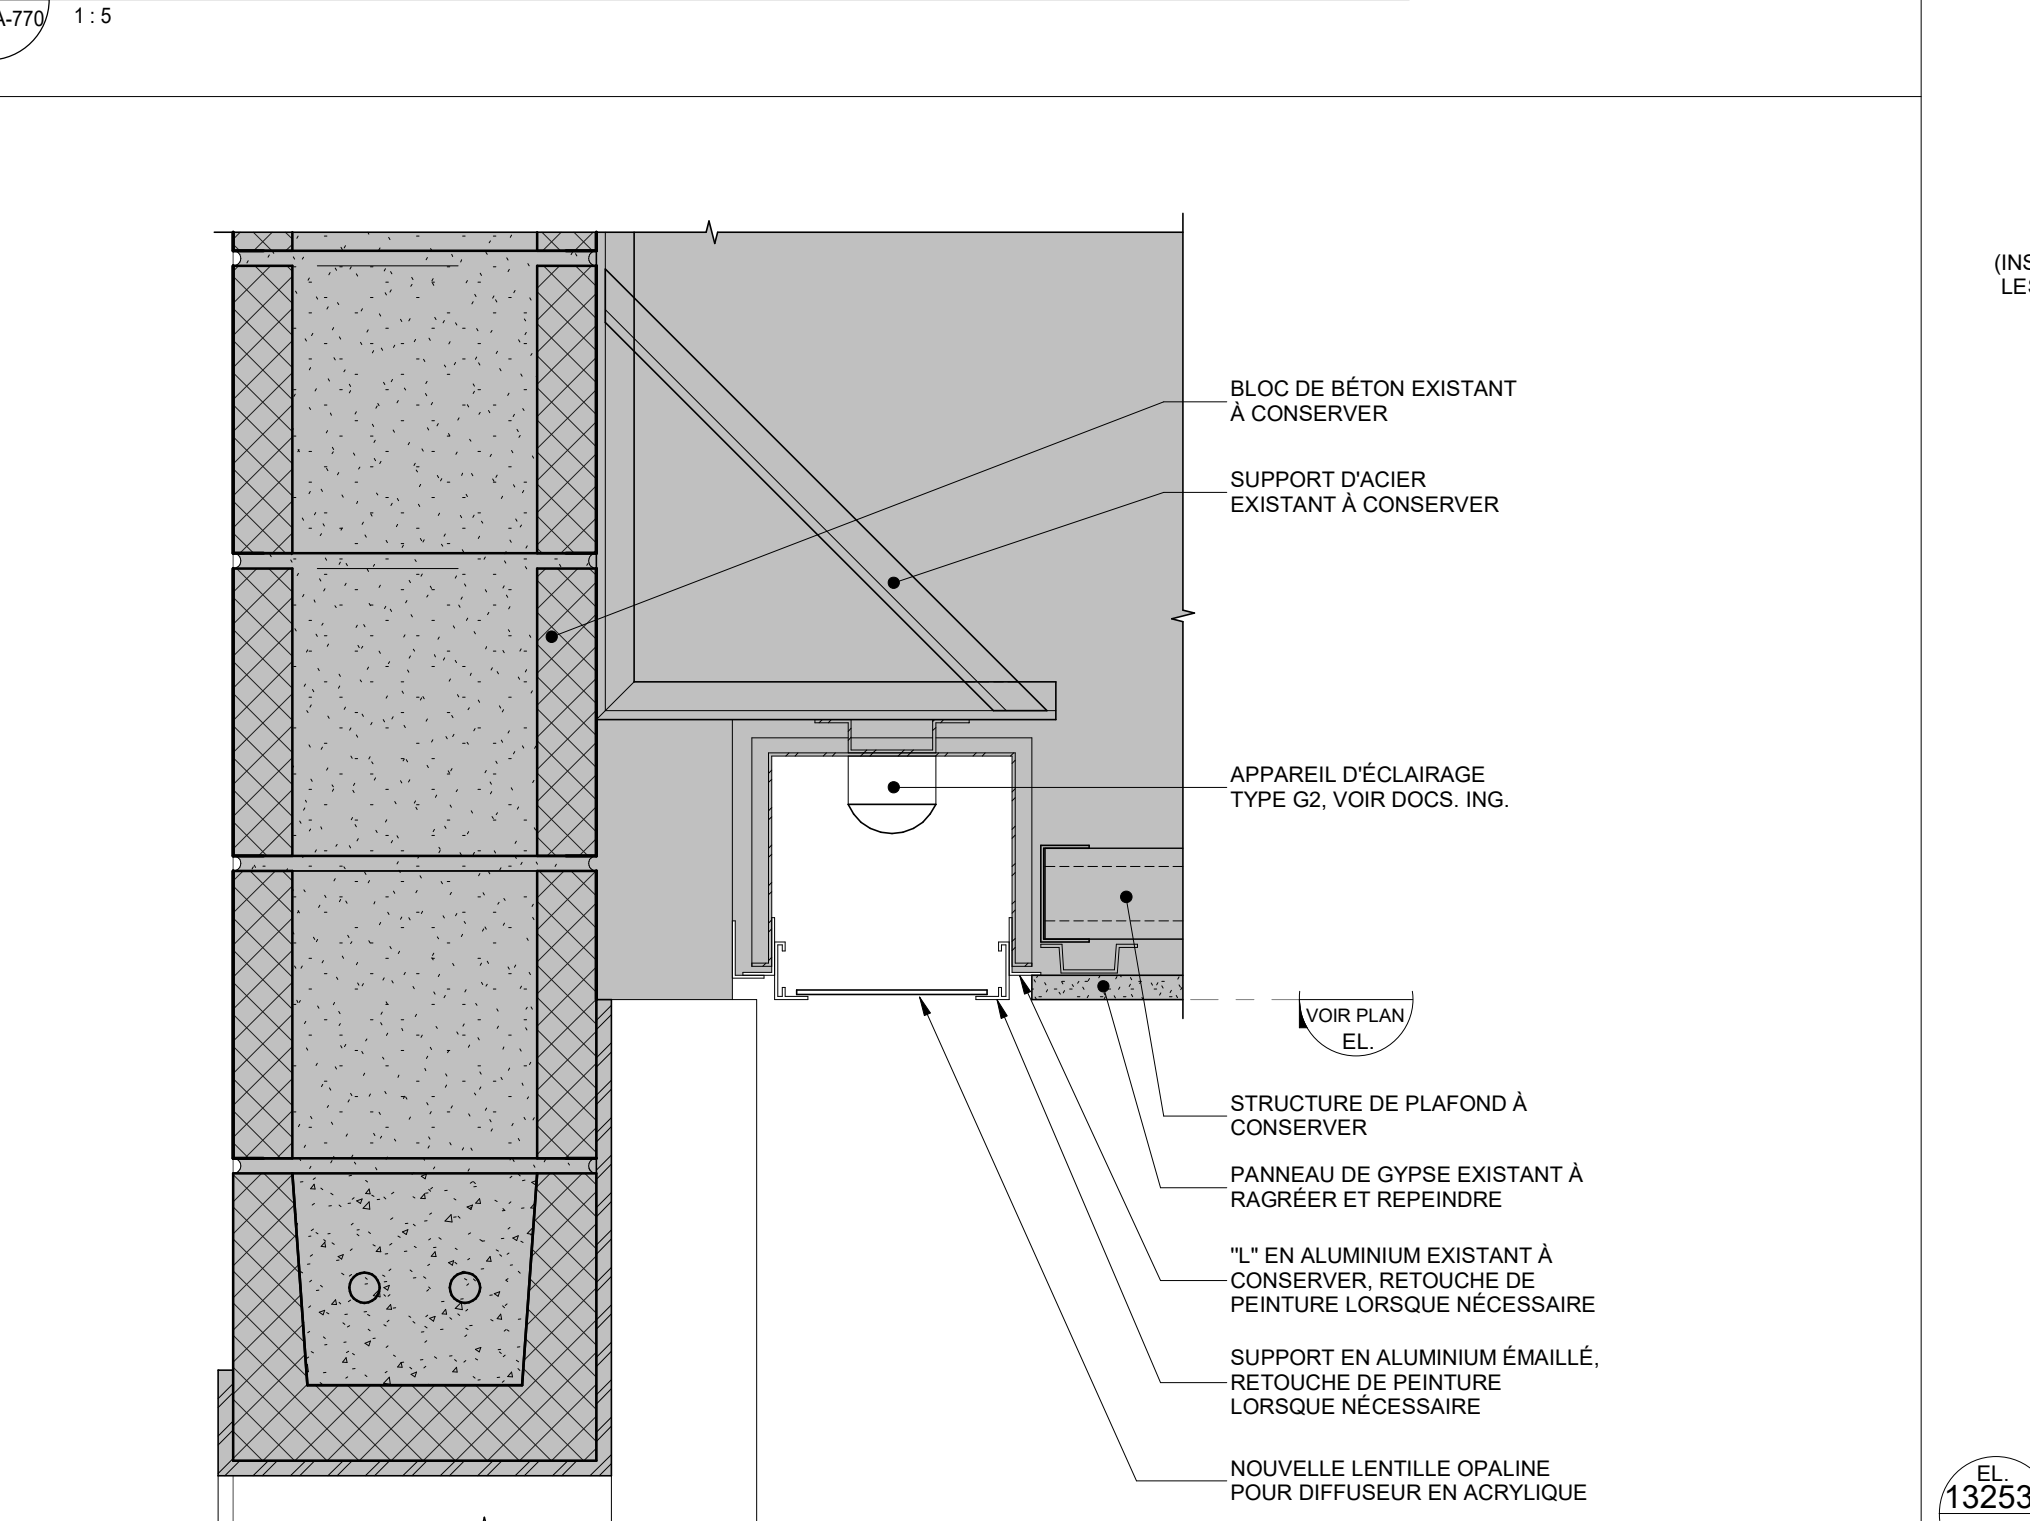 A-770
1 : 5
(INS
LES
BLOC DE BÉTON EXISTANT
À CONSERVER
SUPPORT D'ACIER
EXISTANT À CONSERVER
APPAREIL D'ÉCLAIRAGE
TYPE G2, VOIR DOCS. ING.
VOIR PLAN
EL.
STRUCTURE DE PLAFOND À
CONSERVER
PANNEAU DE GYPSE EXISTANT À
RAGRÉER ET REPEINDRE
"L" EN ALUMINIUM EXISTANT À
CONSERVER, RETOUCHE DE
PEINTURE LORSQUE NÉCESSAIRE
SUPPORT EN ALUMINIUM ÉMAILLÉ,
RETOUCHE DE PEINTURE
LORSQUE NÉCESSAIRE
NOUVELLE LENTILLE OPALINE
POUR DIFFUSEUR EN ACRYLIQUE
EL.
13253